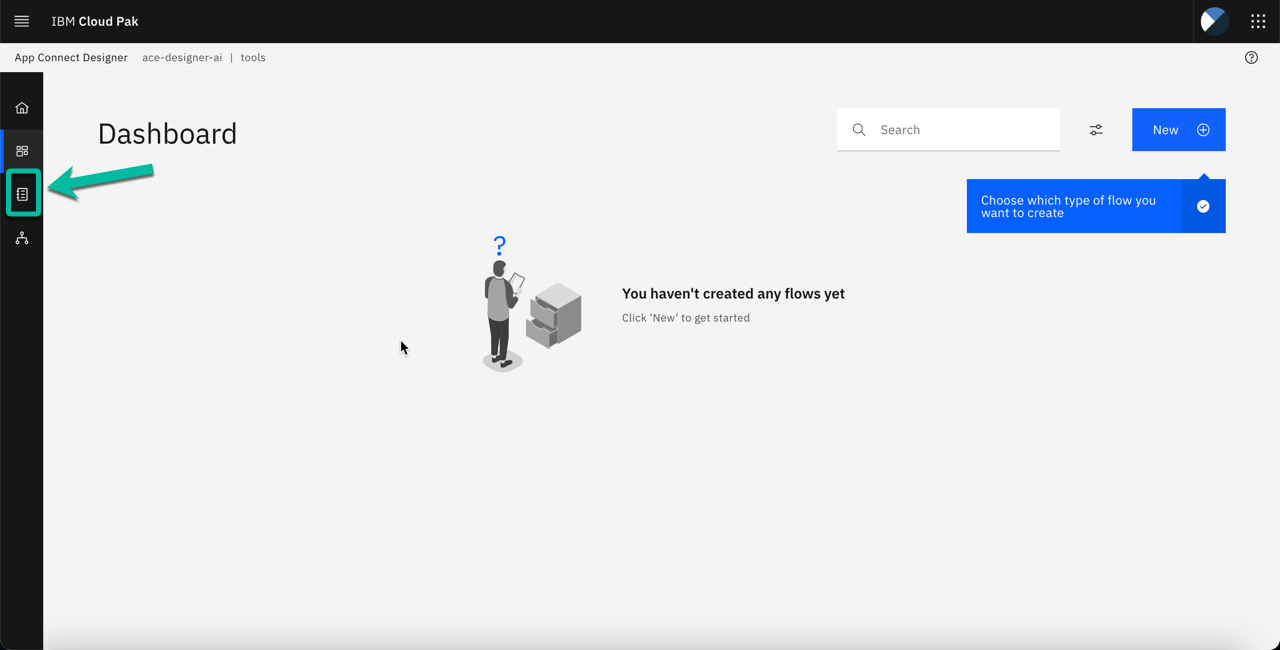 IBM Cloud Pak
App Connect Designer ace-designer-ai | tools
Dashboard
Search
New
Choose which type of flow you
want to create
?
You haven't created any flows yet
Click 'New' to get started